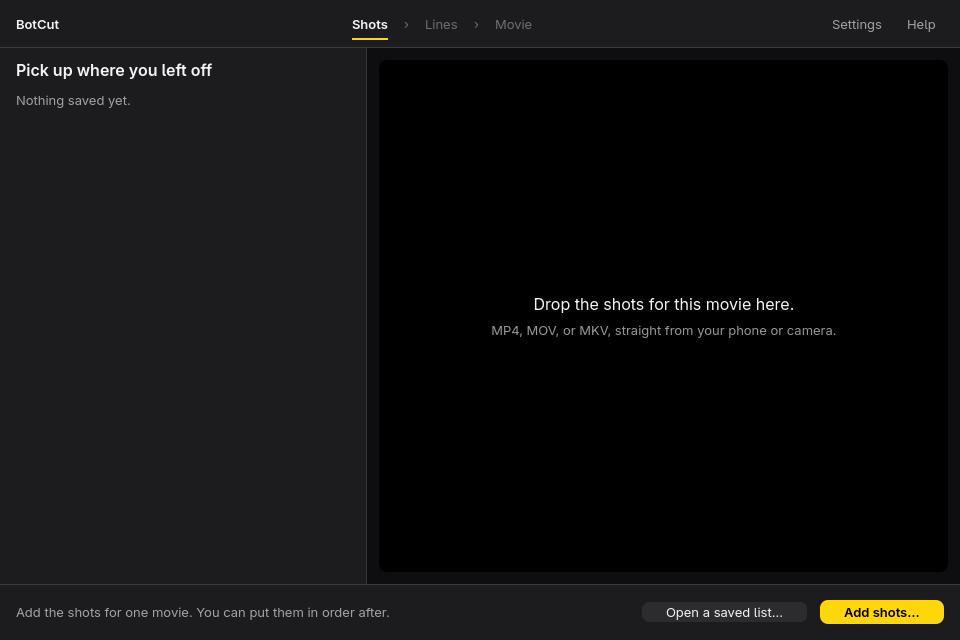 BotCut
Shots › Lines › Movie
Settings Help
Pick up where you left off
Nothing saved yet.
Drop the shots for this movie here.
MP4, MOV, or MKV, straight from your phone or camera.
Add the shots for one movie. You can put them in order after.
Open a saved list...
Add shots...